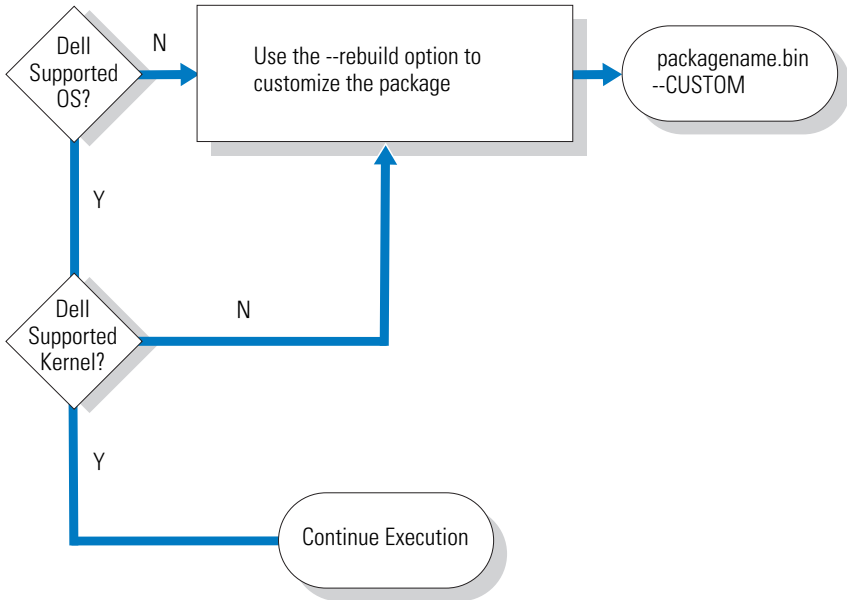 Dell
Supported
OS?
N
Use the --rebuild option to
customize the package
packagename.bin
--CUSTOM
Y
Dell
Supported
Kernel?
N
Y
Continue Execution